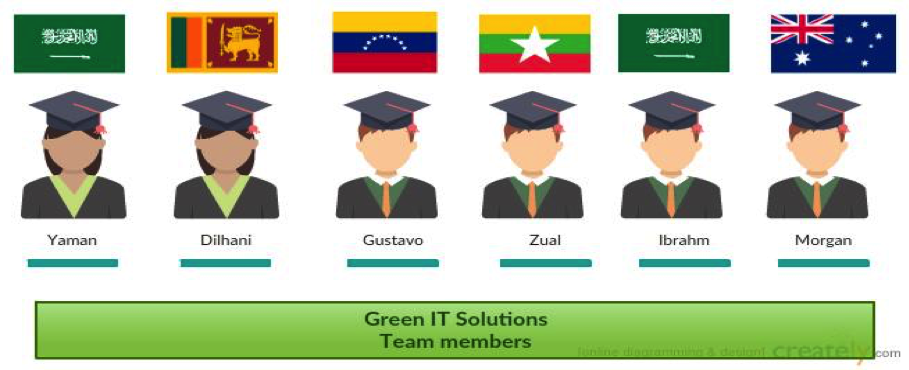 Yaman
Dilhani
Gustavo
Zual
Ibrahm
Morgan
Green IT Solutions
Team members
[online diagramming & design] creately.com